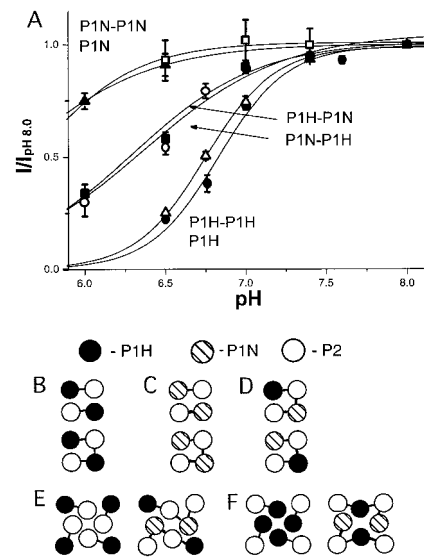 A
P1N-P1N
P1N
1.0
P1H-P1N
P1N-P1H
I/IpH 8.0
0.5
P1H-P1H
P1H
0.0
6.0 6.5 7.0 7.5 8.0
pH
- P1H - P1N - P2
B C D
E F